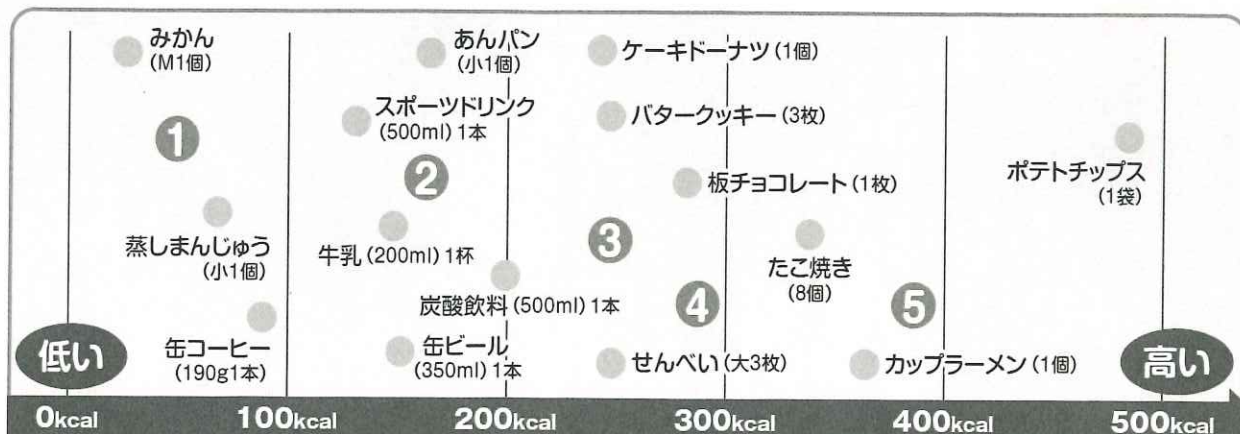 みかん
(M1個)
あんパン
(小1個)
ケーキドーナツ (1個)
スポーツドリンク
(500ml) 1本
バタークッキー (3枚)
1
2
板チョコレート (1枚)
ポテトチップス
(1袋)
蒸しまんじゅう
(小1個)
牛乳 (200ml) 1杯
3
たこ焼き
(8個)
炭酸飲料 (500ml) 1本
4
5
低い
缶コーヒー
(190g1本)
缶ビール
(350ml) 1本
せんべい (大3枚)
カップラーメン (1個)
高い
0kcal
100kcal
200kcal
300kcal
400kcal
500kcal